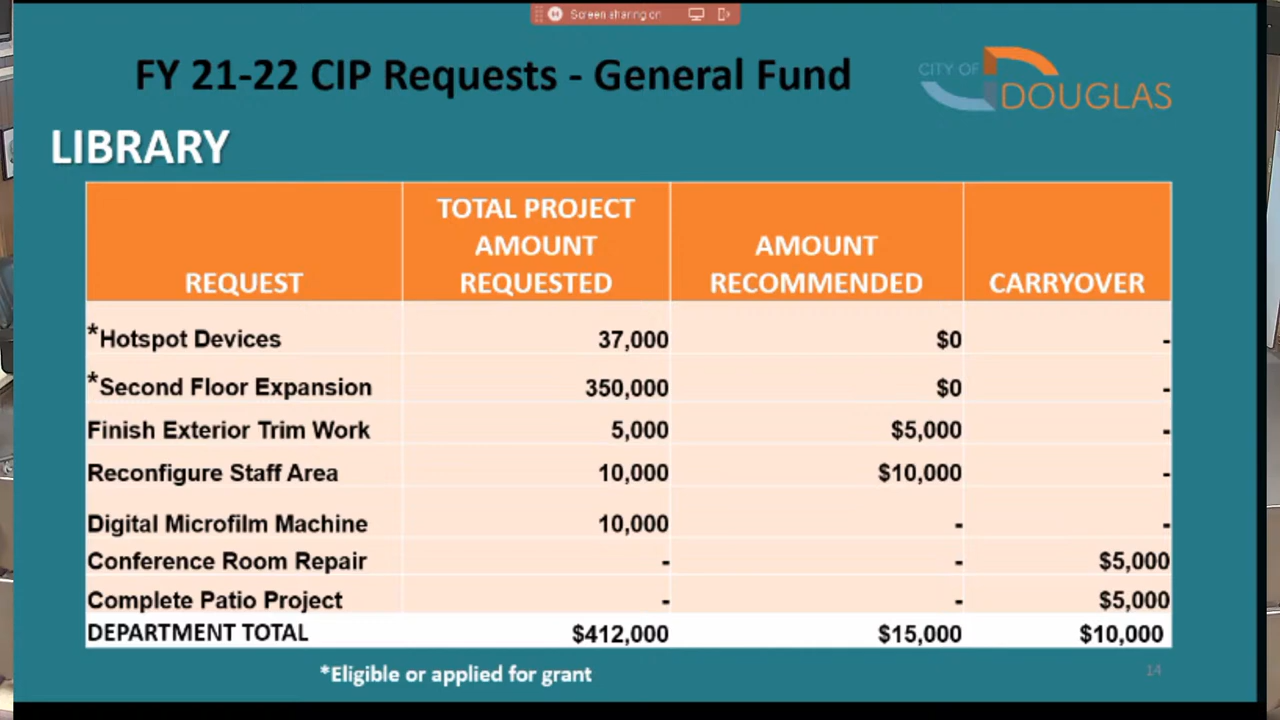 Screen sharing on
FY 21-22 CIP Requests - General Fund
CITY OF
DOUGLAS
LIBRARY
REQUEST TOTAL PROJECT AMOUNT REQUESTED AMOUNT RECOMMENDED CARRYOVER
*Hotspot Devices 37,000 $0 -
*Second Floor Expansion 350,000 $0 -
Finish Exterior Trim Work 5,000 $5,000 -
Reconfigure Staff Area 10,000 $10,000 -
Digital Microfilm Machine 10,000 - -
Conference Room Repair - - $5,000
Complete Patio Project - - $5,000
DEPARTMENT TOTAL $412,000 $15,000 $10,000
*Eligible or applied for grant
14